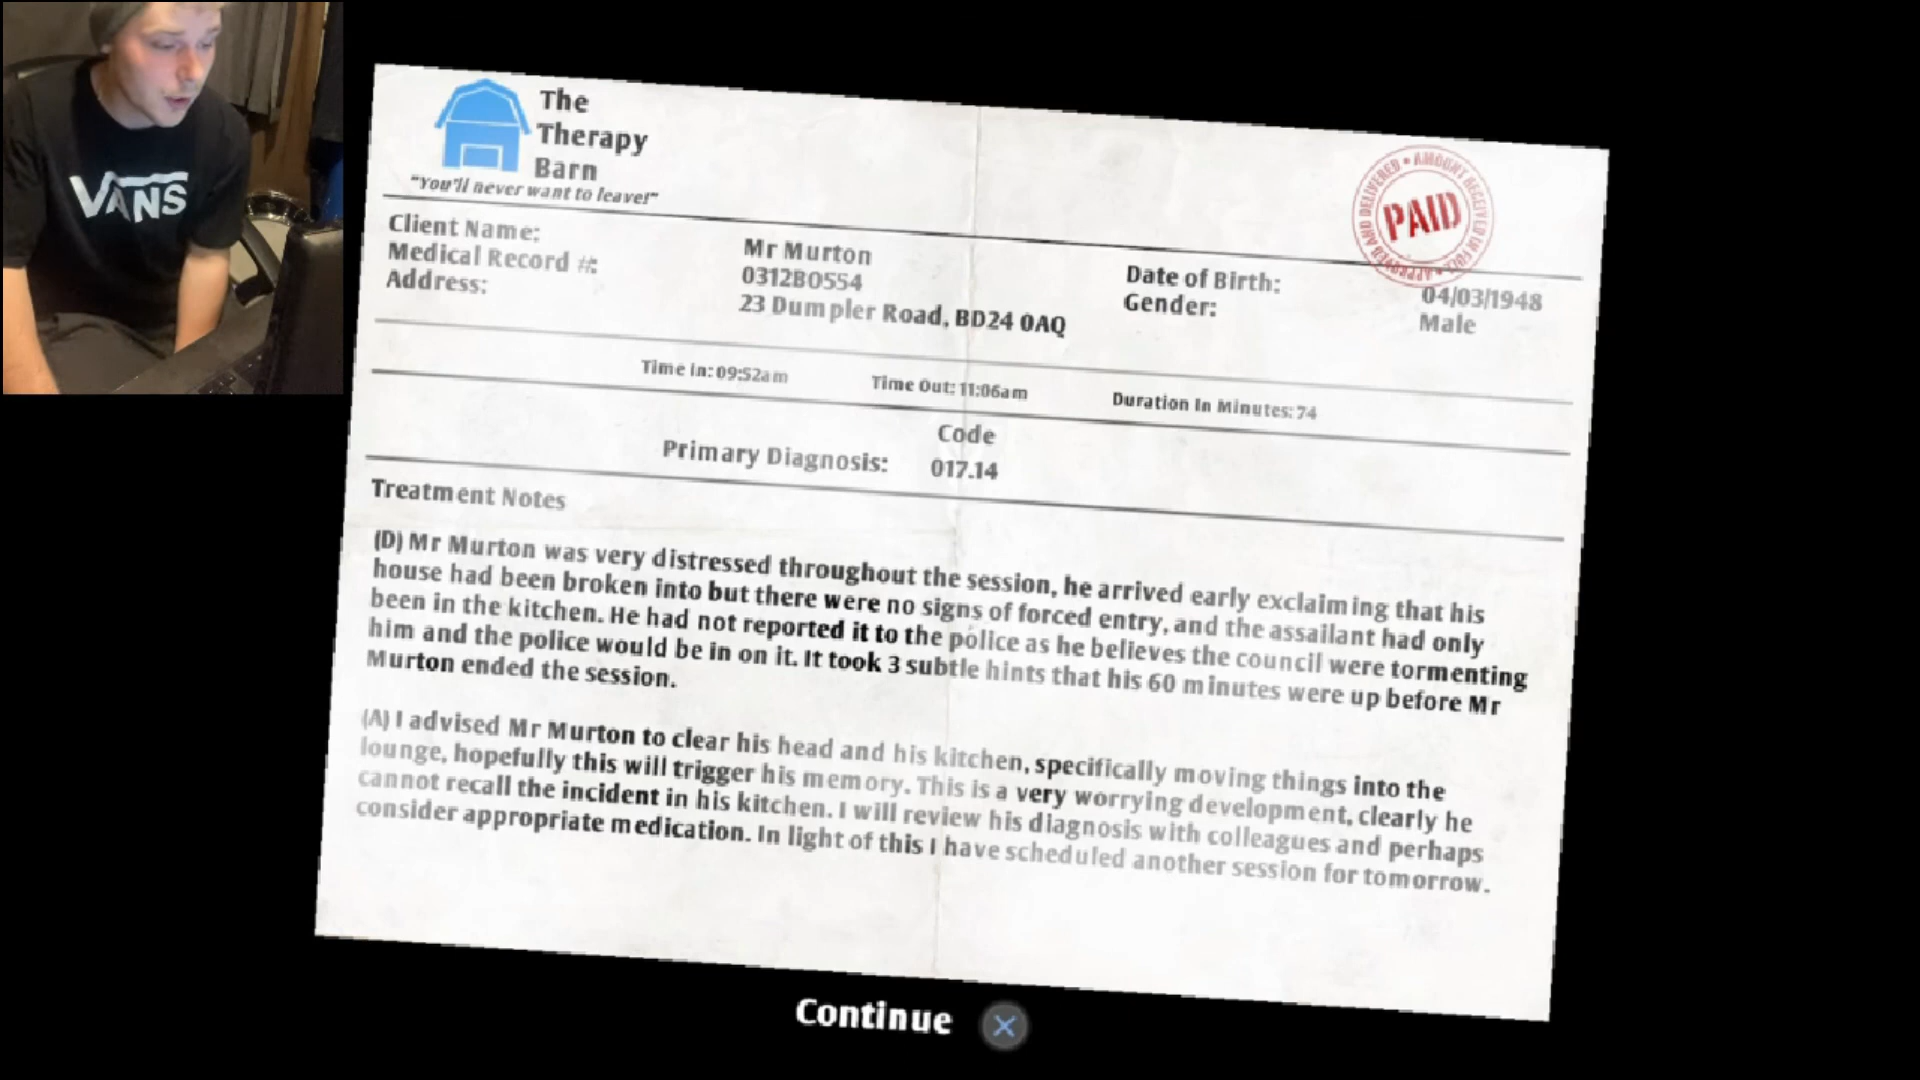 VANS
The
Therapy
Barn
"You'll never want to leave!"
APPROVED AND DELIVERED • AMOUNT RECEIVED IN FULL •
PAID
Client Name:
Mr Murton
Medical Record #:
0312B0554
Address:
23 Dumpler Road, BD24 0AQ
Date of Birth:
04/03/1948
Gender:
Male
Time In: 09:52am
Time Out: 11:06am
Duration In Minutes: 74
Code
Primary Diagnosis:
017.14
Treatment Notes
(D) Mr Murton was very distressed throughout the session, he arrived early exclaiming that his
house had been broken into but there were no signs of forced entry, and the assailant had only
been in the kitchen. He had not reported it to the police as he believes the council were tormenting
him and the police would be in on it. It took 3 subtle hints that his 60 minutes were up before Mr
Murton ended the session.
(A) I advised Mr Murton to clear his head and his kitchen, specifically moving things into the
lounge, hopefully this will trigger his memory. This is a very worrying development, clearly he
cannot recall the incident in his kitchen. I will review his diagnosis with colleagues and perhaps
consider appropriate medication. In light of this I have scheduled another session for tomorrow.
Continue